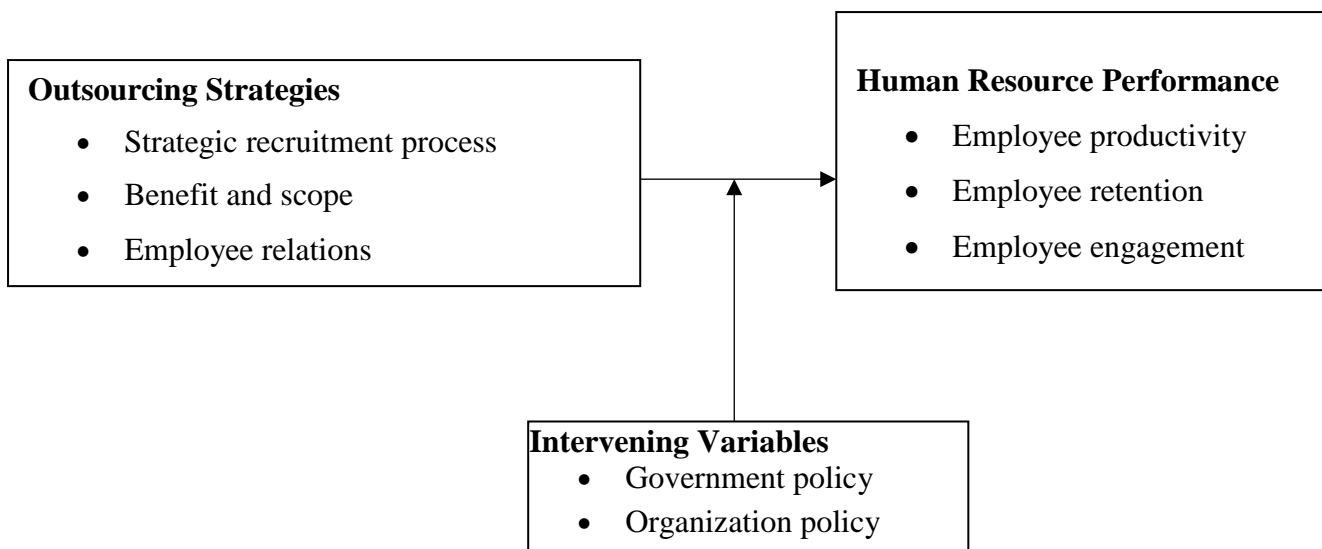 Outsourcing Strategies
• Strategic recruitment process
• Benefit and scope
• Employee relations
Human Resource Performance
• Employee productivity
• Employee retention
• Employee engagement
Intervening Variables
• Government policy
• Organization policy